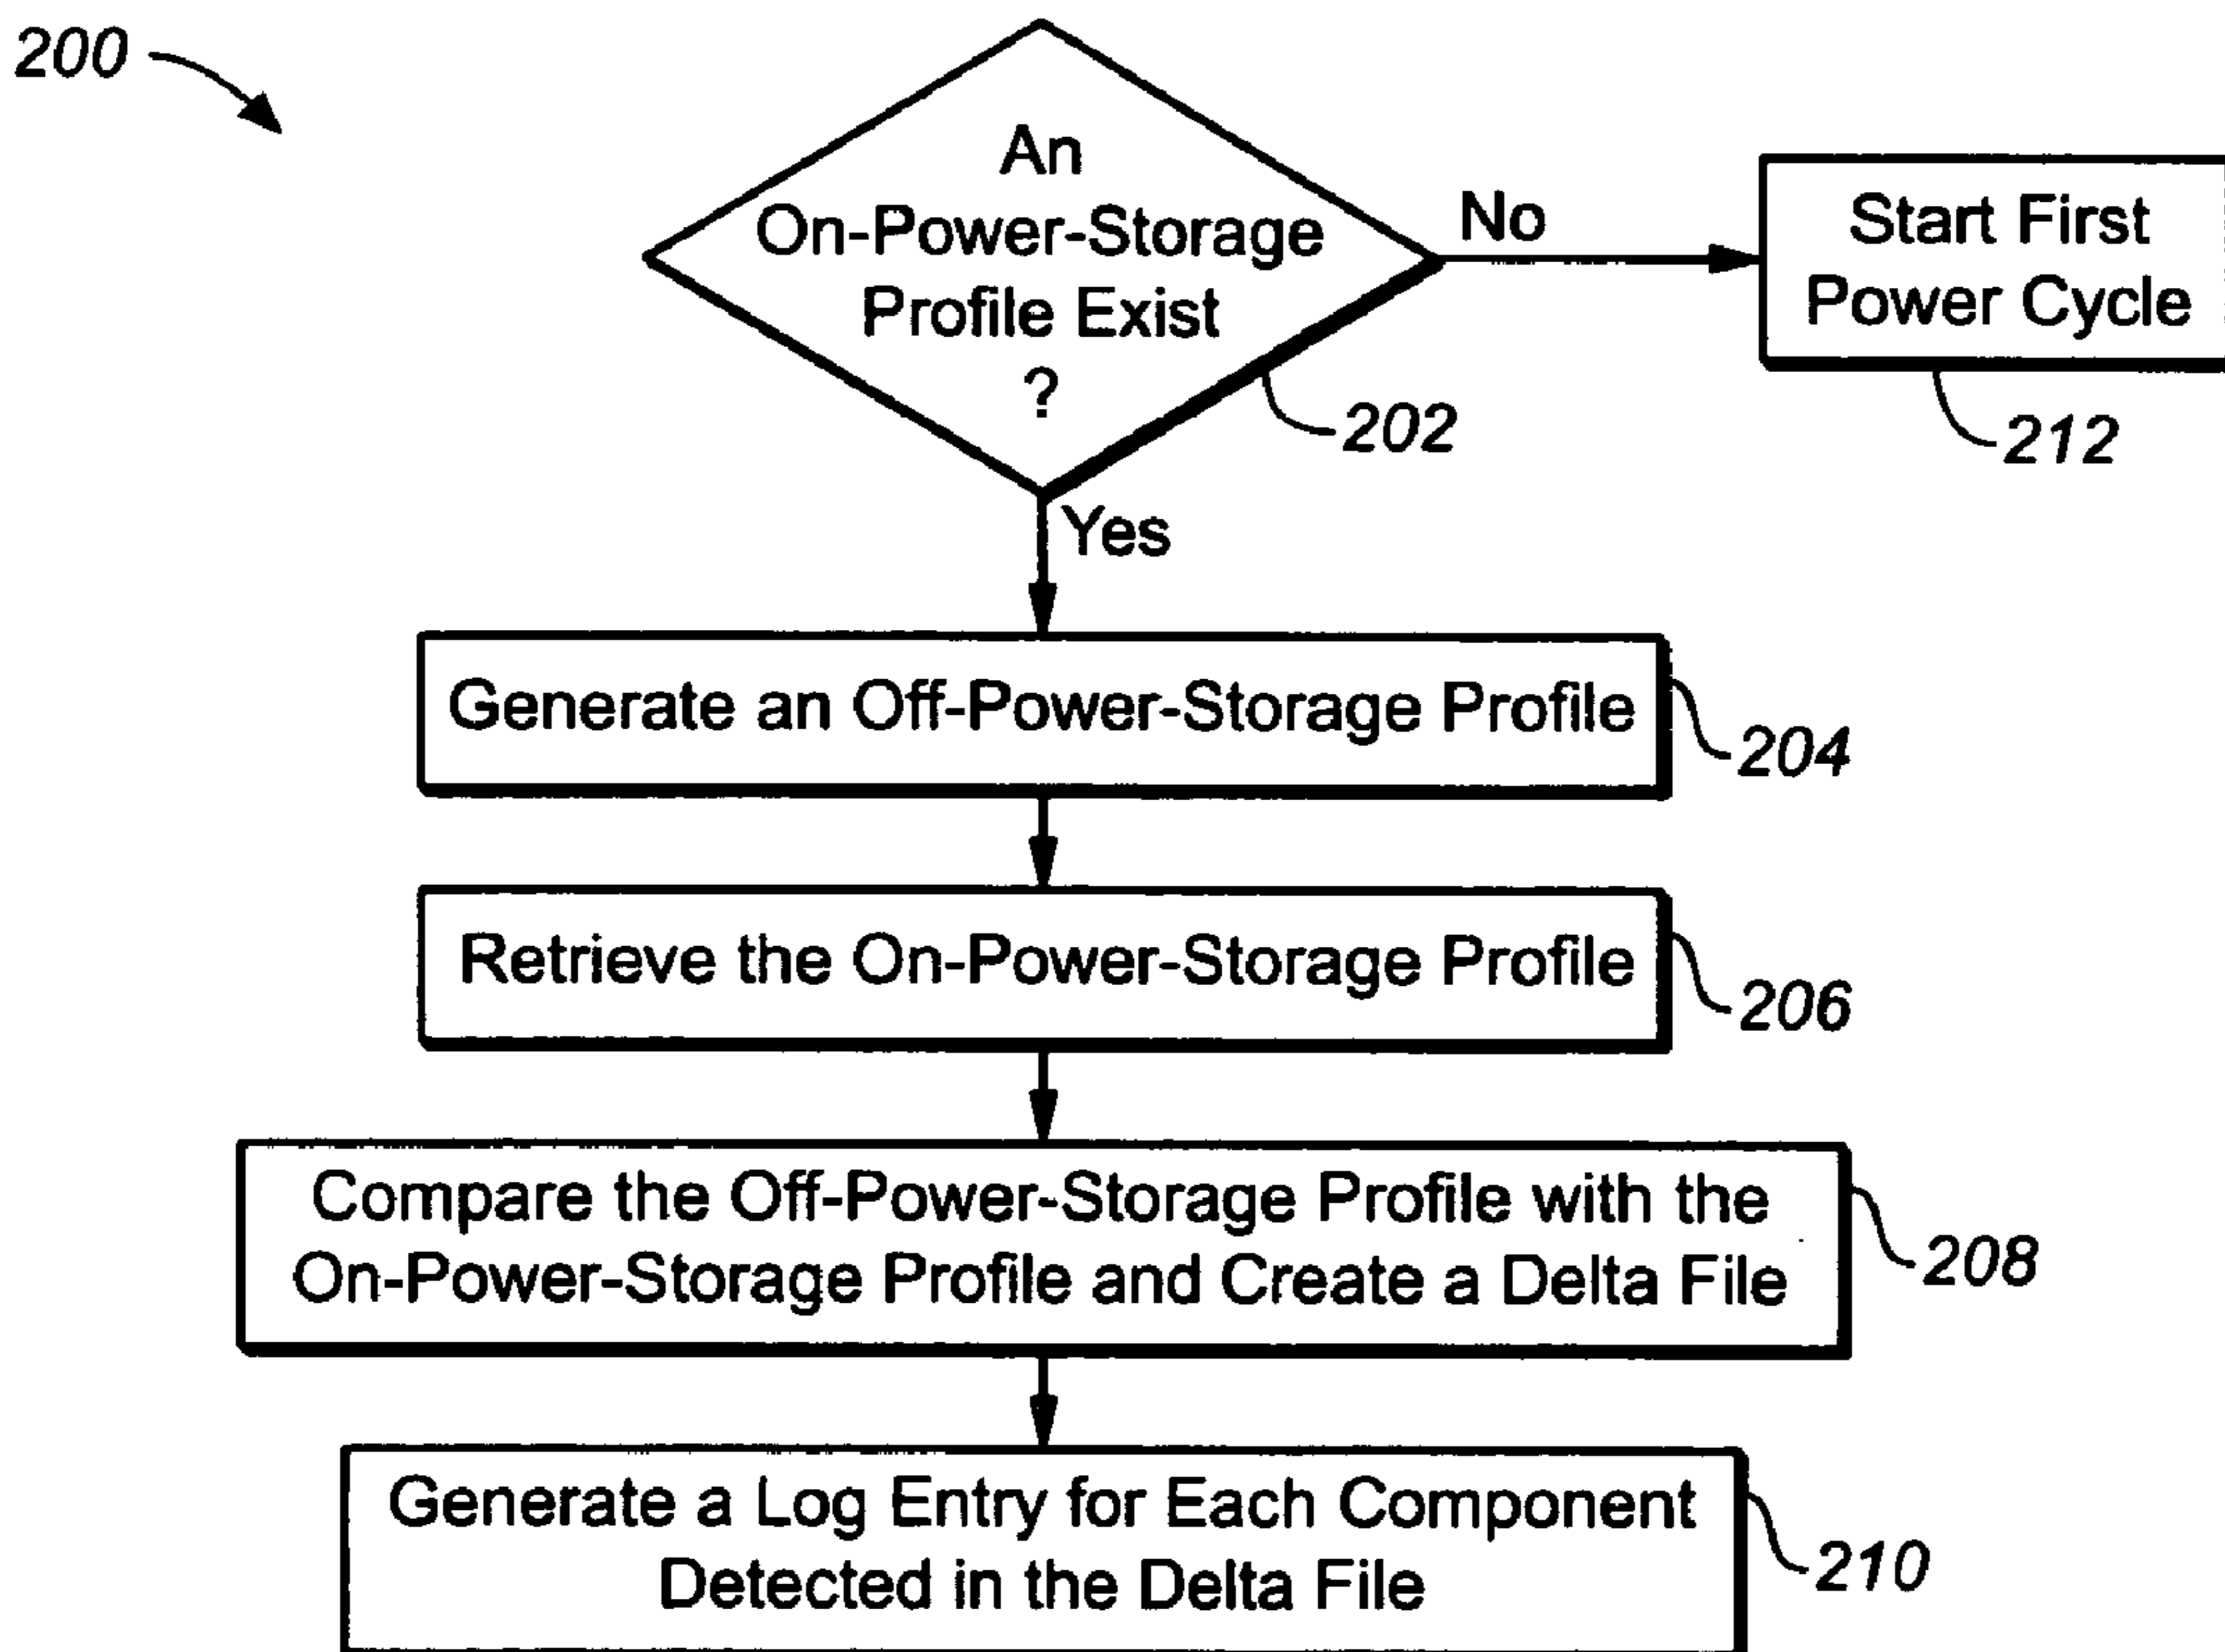 200
An
On-Power-Storage
Profile Exist
?
202
No
Start First
Power Cycle
212
Yes
Generate an Off-Power-Storage Profile
204
Retrieve the On-Power-Storage Profile
206
Compare the Off-Power-Storage Profile with the
On-Power-Storage Profile and Create a Delta File
208
Generate a Log Entry for Each Component
Detected in the Delta File
210